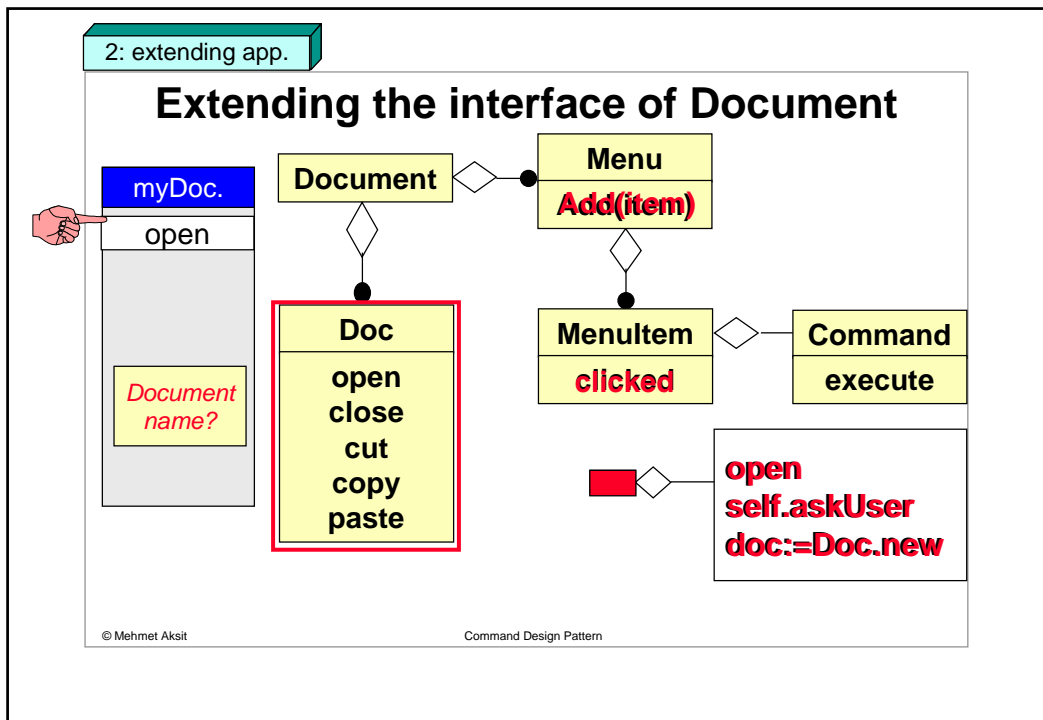 2: extending app.
Extending the interface of Document
myDoc.
open
Document
name?
Document
Menu
Add(item)
Doc
open
close
cut
copy
paste
MenuItem
clicked
Command
execute
open
self.askUser
doc:=Doc.new
© Mehmet Aksit
Command Design Pattern